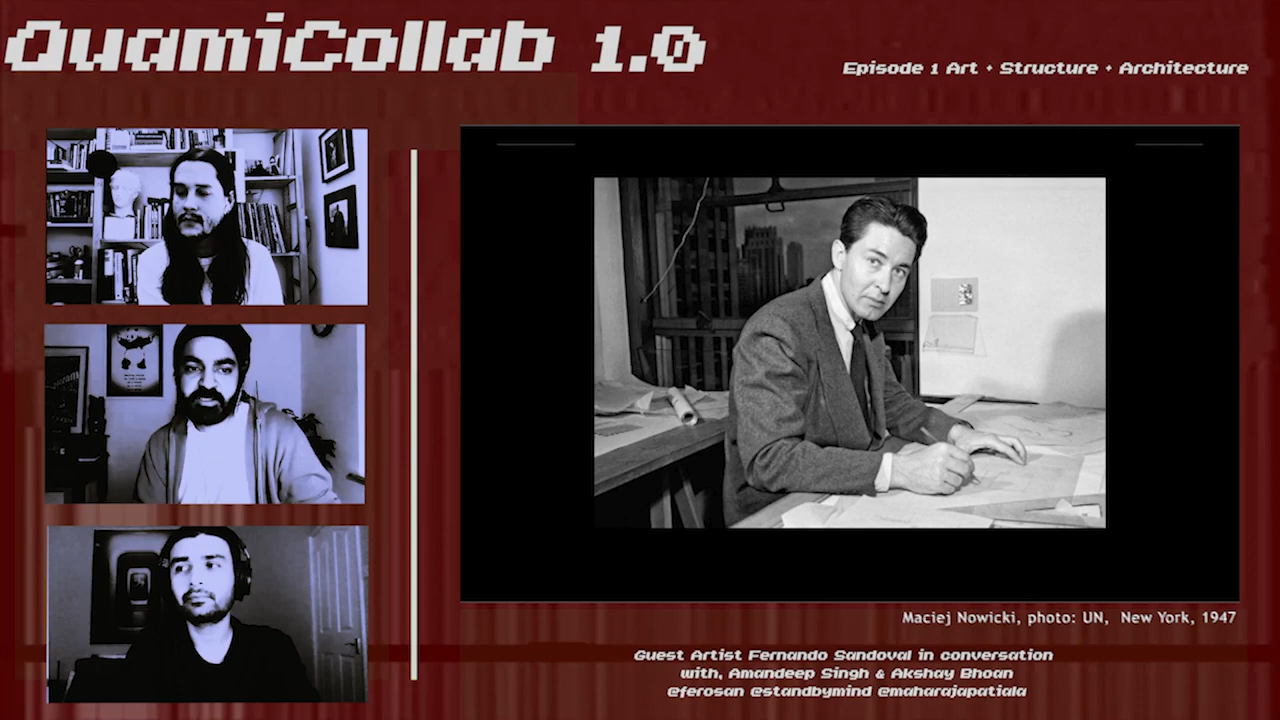 QuamiCollab 1.0
Episode 1 Art + Structure + Architecture
Maciej Nowicki, photo: UN, New York, 1947
Guest Artist Fernando Sandoval in conversation
with, Amandeep Singh & Akshay Bhoan
@ferosan @standbymind @maharajapatiala